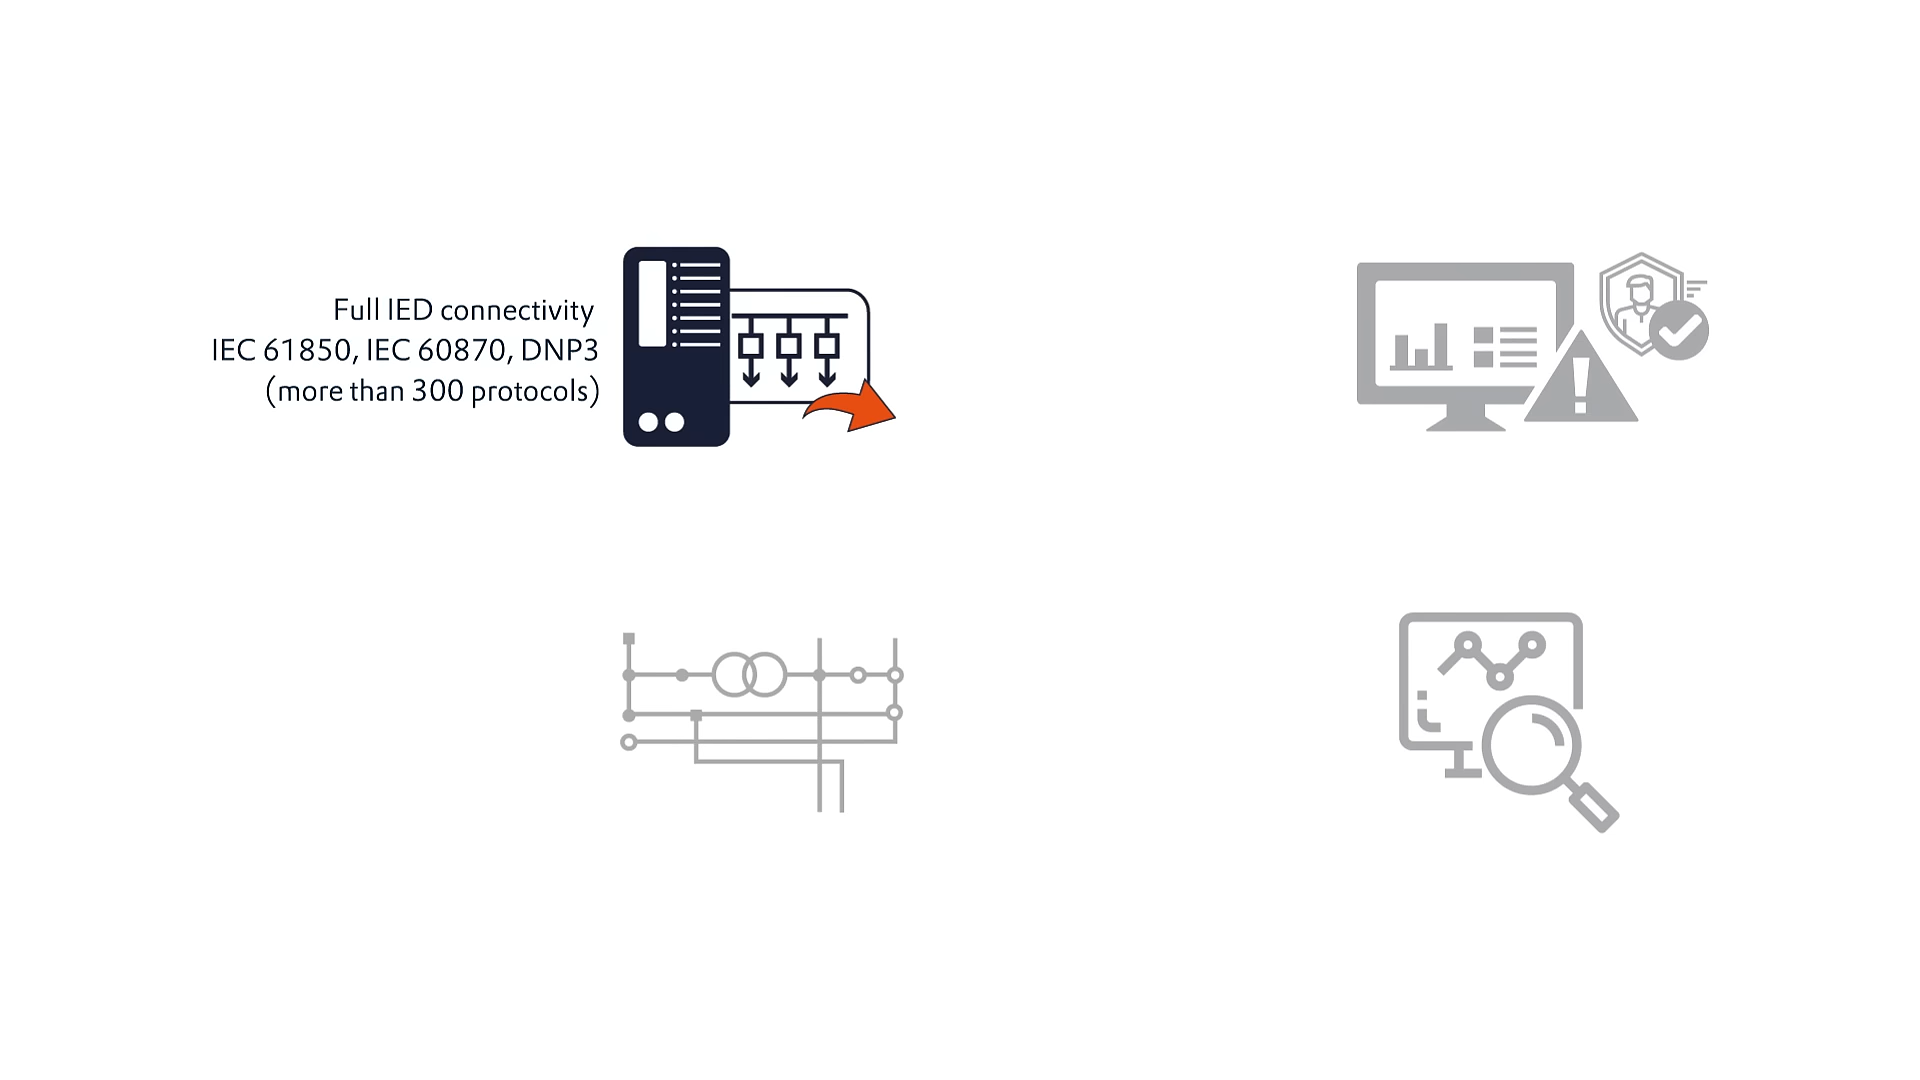 Full IED connectivity
IEC 61850, IEC 60870, DNP3
(more than 300 protocols)